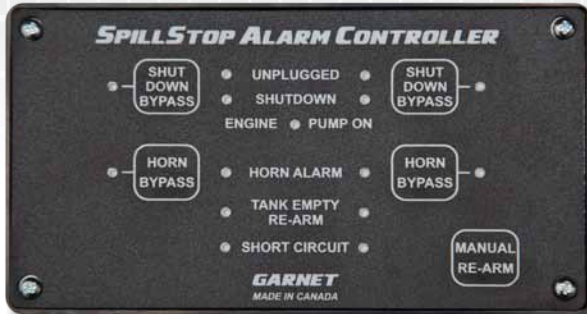 SPILLSTOP ALARM CONTROLLER
SHUT
DOWN
BYPASS
UNPLUGGED
SHUTDOWN
SHUT
DOWN
BYPASS
ENGINE PUMP ON
HORN
BYPASS
HORN ALARM
TANK EMPTY
RE-ARM
SHORT CIRCUIT
HORN
BYPASS
MANUAL
RE-ARM
GARNET
MADE IN CANADA